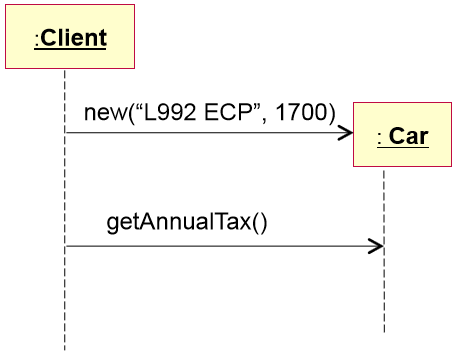 :Client
new(“L992 ECP”, 1700)
: Car
getAnnualTax()